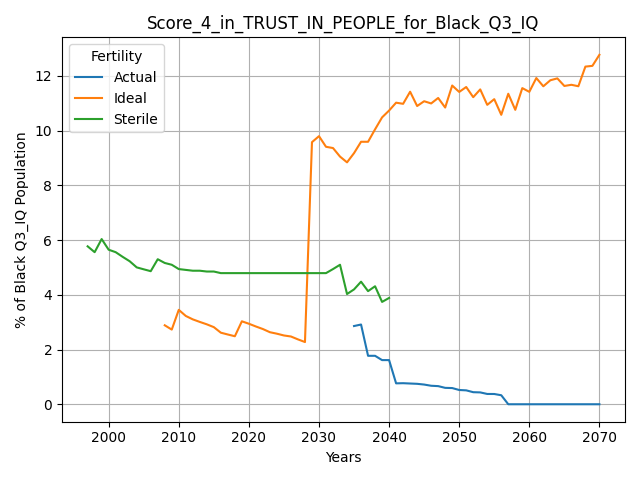 Score_4_in_TRUST_IN_PEOPLE_for_Black_Q3_IQ
Fertility
Actual
Ideal
Sterile
% of Black Q3_IQ Population
12
10
8
6
4
2
0
2000 2010 2020 2030 2040 2050 2060 2070
Years